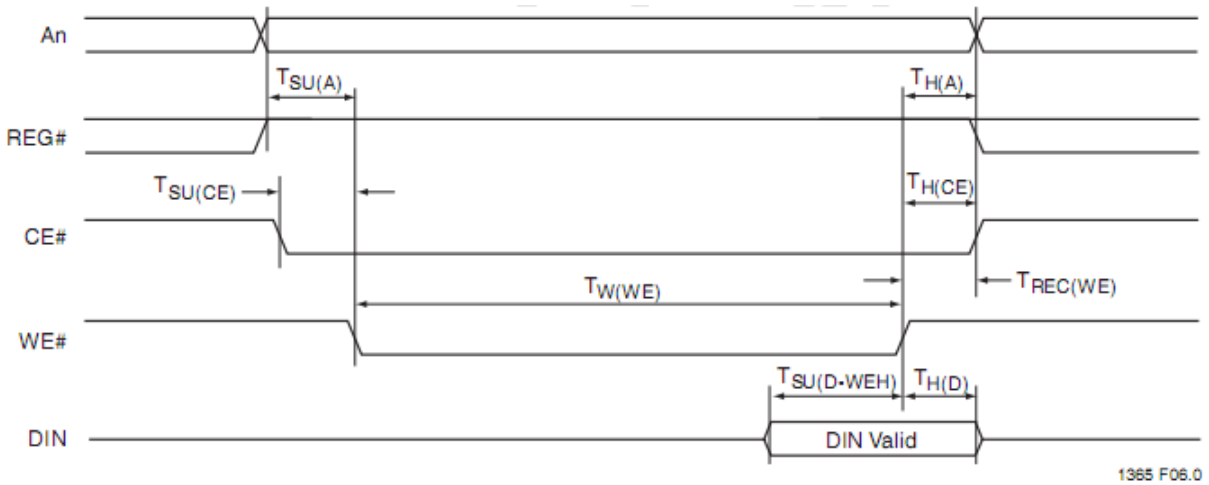 An
TSU(A)
TH(A)
REG#
TSU(CE)
TH(CE)
CE#
TW(WE)
TREC(WE)
WE#
TSU(D-WEH)
TH(D)
DIN
DIN Valid
1365 F06.0